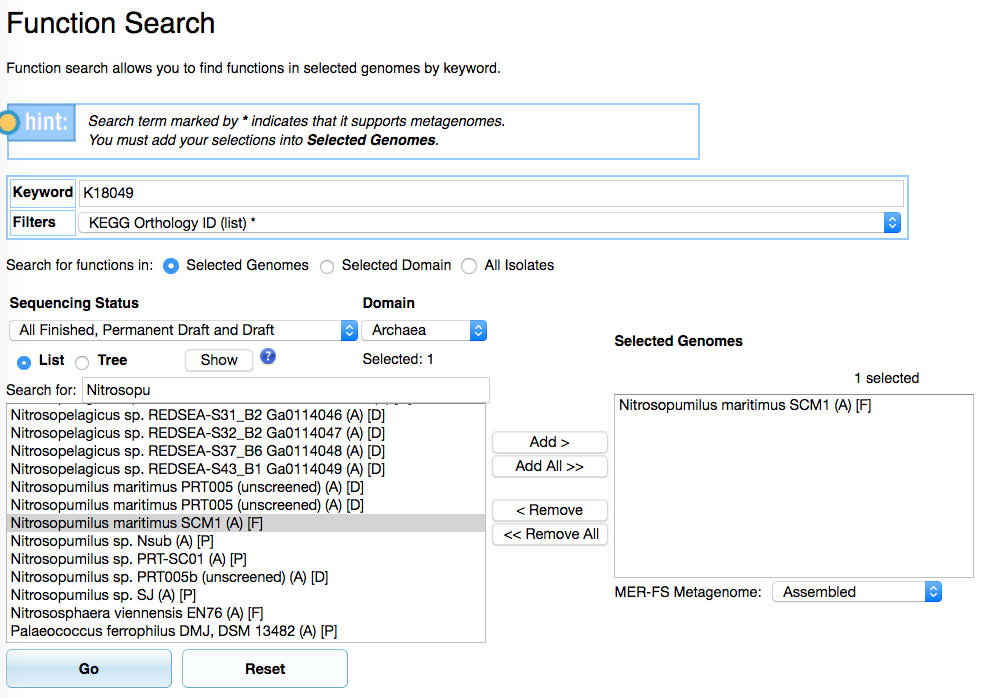 Function Search
Function search allows you to find functions in selected genomes by keyword.
hint:
Search term marked by * indicates that it supports metagenomes.
You must add your selections into Selected Genomes.
Keyword K18049
Filters KEGG Orthology ID (list) *
Search for functions in: Selected Genomes Selected Domain All Isolates
Sequencing Status Domain
All Finished, Permanent Draft and Draft Archaea
List Tree Show ? Selected: 1
Search for: Nitrosopu
Nitrosopelagicus sp. REDSEA-S31_B2 Ga0114046 (A) [D]
Nitrosopelagicus sp. REDSEA-S32_B2 Ga0114047 (A) [D]
Nitrosopelagicus sp. REDSEA-S37_B6 Ga0114048 (A) [D]
Nitrosopelagicus sp. REDSEA-S43_B1 Ga0114049 (A) [D]
Nitrosopumilus maritimus PRT005 (unscreened) (A) [D]
Nitrosopumilus maritimus PRT005 (unscreened) (A) [D]
Nitrosopumilus maritimus SCM1 (A) [F]
Nitrosopumilus sp. Nsub (A) [P]
Nitrosopumilus sp. PRT-SC01 (A) [P]
Nitrosopumilus sp. PRT005b (unscreened) (A) [D]
Nitrosopumilus sp. SJ (A) [P]
Nitrososphaera viennensis EN76 (A) [F]
Palaeococcus ferrophilus DMJ, DSM 13482 (A) [P]
Add >
Add All >>
< Remove
<< Remove All
Selected Genomes
1 selected
Nitrosopumilus maritimus SCM1 (A) [F]
MER-FS Metagenome: Assembled
Go Reset